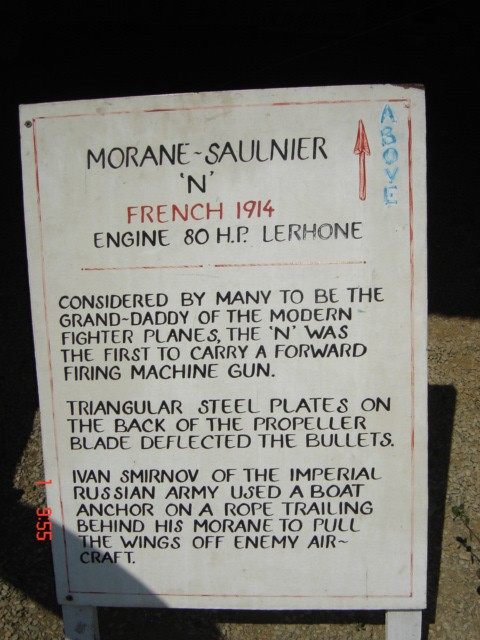 MORANE~SAULNIER
'N'
FRENCH 1914
ENGINE 80 H.P. LERHONE
ABOVE
CONSIDERED BY MANY TO BE THE
GRAND-DADDY OF THE MODERN
FIGHTER PLANES, THE 'N' WAS
THE FIRST TO CARRY A FORWARD
FIRING MACHINE GUN.
TRIANGULAR STEEL PLATES ON
THE BACK OF THE PROPELLER
BLADE DEFLECTED THE BULLETS.
IVAN SMIRNOV OF THE IMPERIAL
RUSSIAN ARMY USED A BOAT
ANCHOR ON A ROPE TRAILING
BEHIND HIS MORANE TO PULL
THE WINGS OFF ENEMY AIR~
CRAFT.
1 9:55